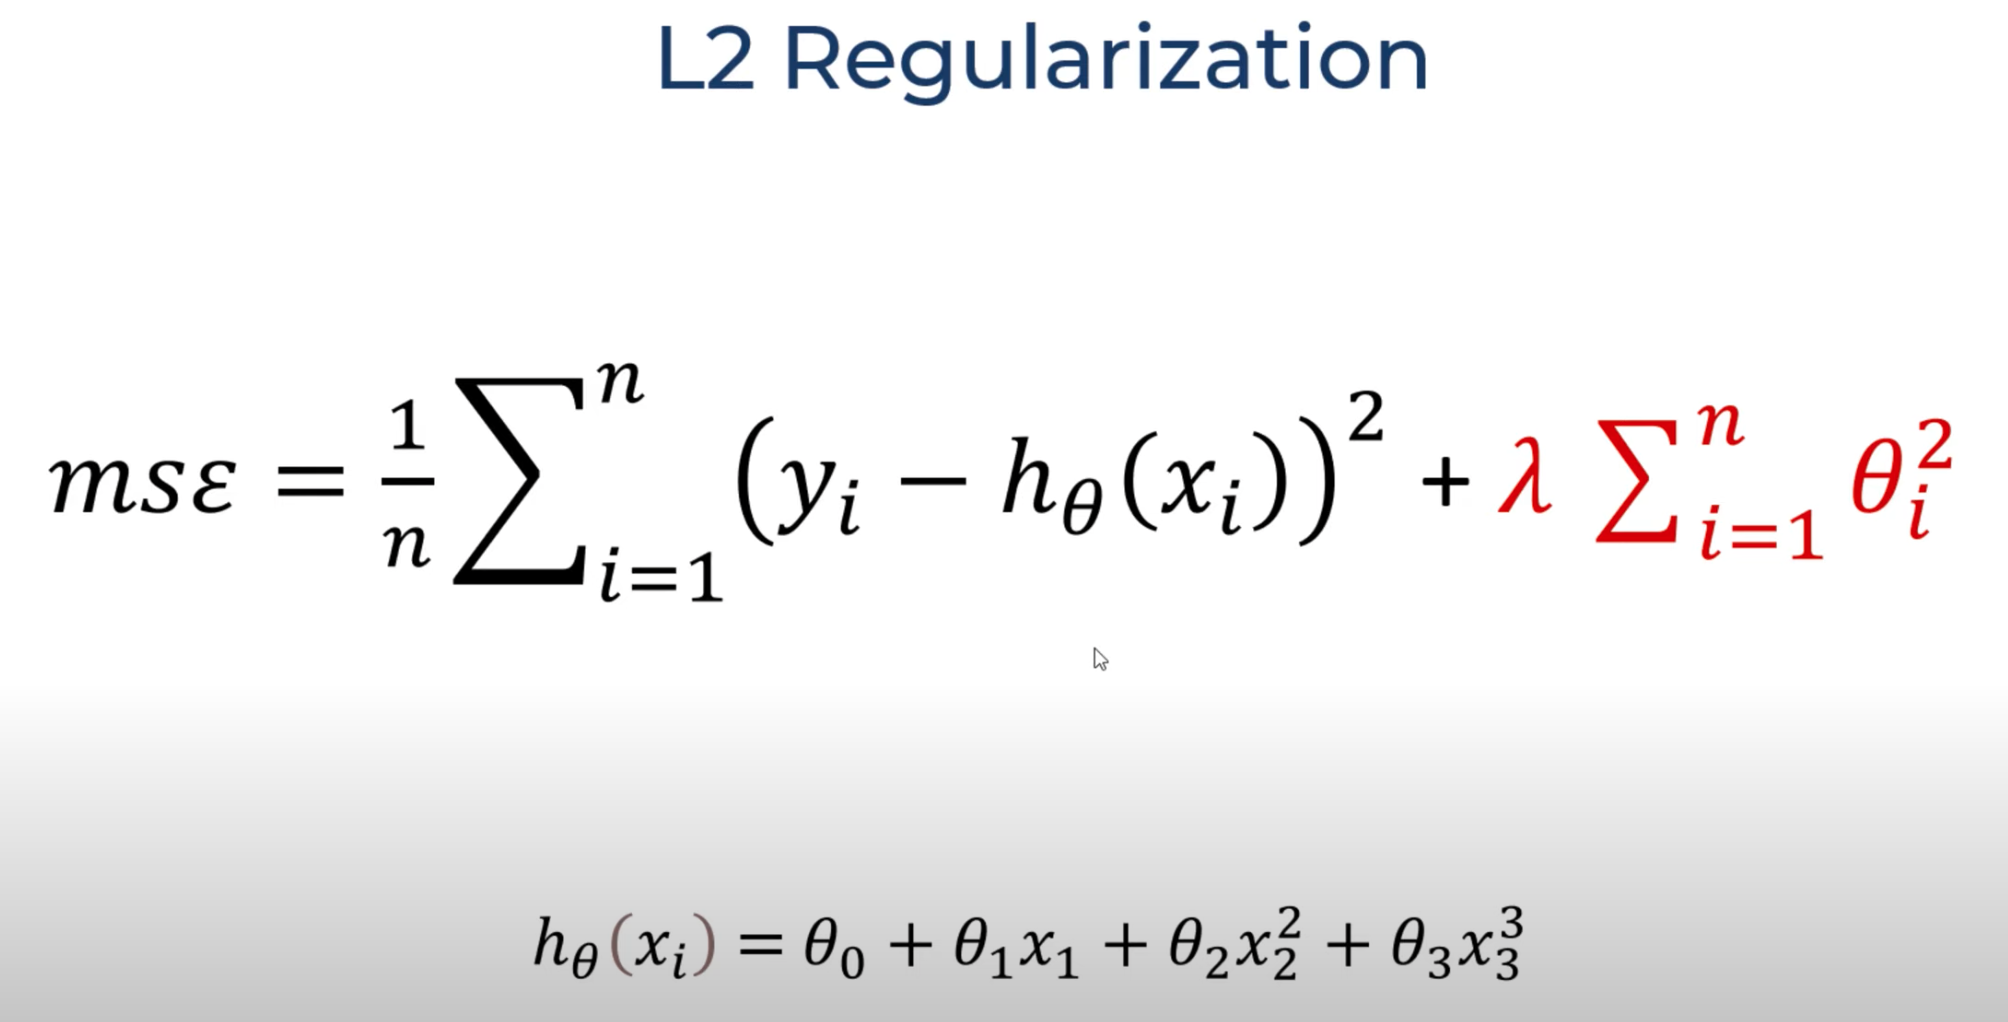 L2 Regularization
$ms\varepsilon = \frac{1}{n} \sum_{i=1}^{n} \left( y_i - h_\theta(x_i) \right)^2 + \lambda \sum_{i=1}^{n} \theta_i^2$
$h_\theta(x_i) = \theta_0 + \theta_1 x_1 + \theta_2 x_2^2 + \theta_3 x_3^3$